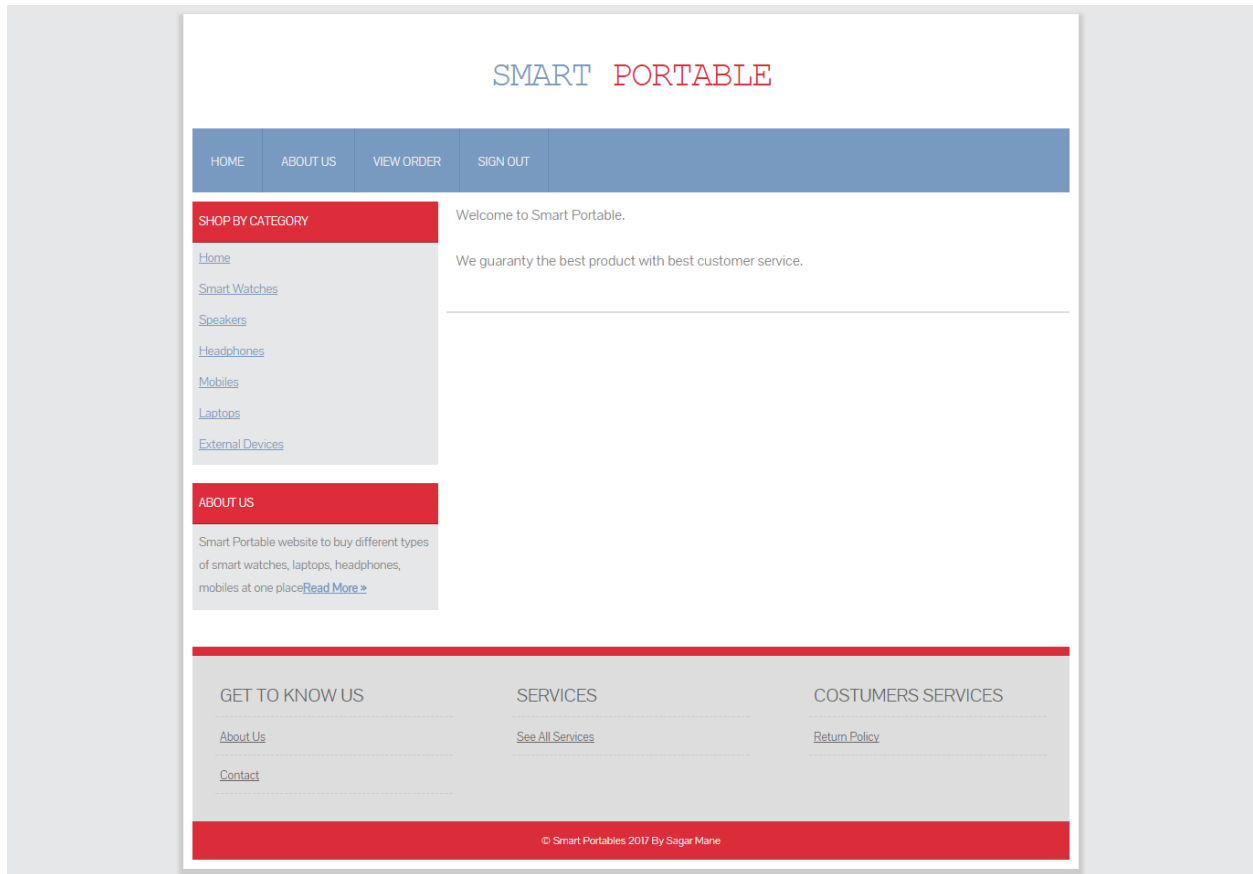 SMART PORTABLE
HOME ABOUT US VIEW ORDER SIGN OUT
SHOP BY CATEGORY
Home
Smart Watches
Speakers
Headphones
Mobiles
Laptops
External Devices
ABOUT US
Smart Portable website to buy different types
of smart watches, laptops, headphones,
mobiles at one placeRead More »
Welcome to Smart Portable.
We guaranty the best product with best customer service.
GET TO KNOW US
About Us
Contact
SERVICES
See All Services
COSTUMERS SERVICES
Return Policy
© Smart Portables 2017 By Sagar Mane